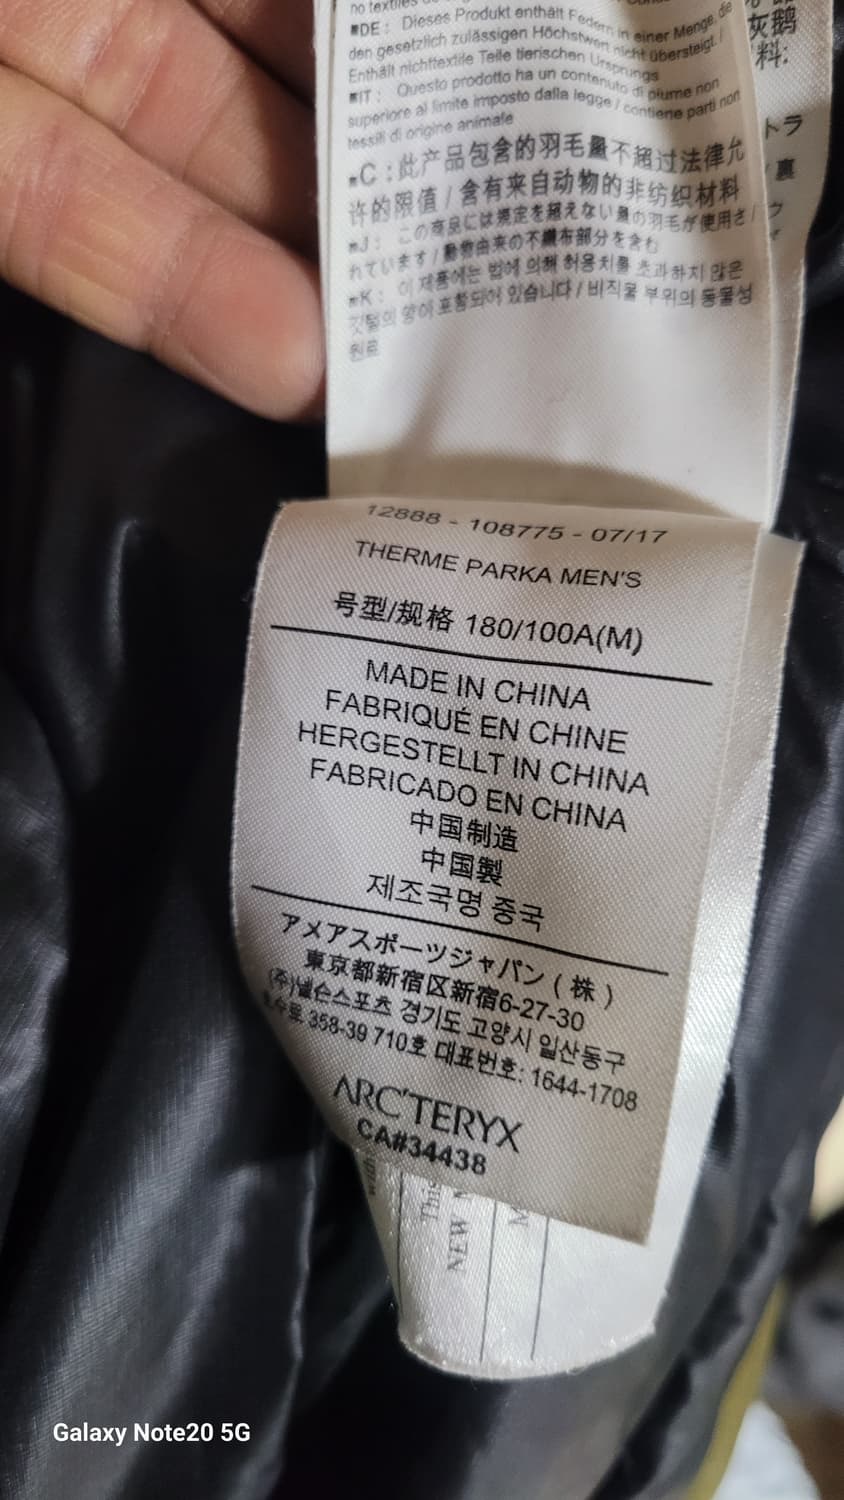 no textiles
■DE : Dieses Produkt enthält Federn in einer Menge, die
den gesetzlich zulässigen Höchstwert nicht übersteigt. /
Enthält nichttextile Teile tierischen Ursprungs
■IT : Questo prodotto ha un contenuto di piume non
superiore al limite imposto dalla legge / contiene parti non
tessili di origine animale
■C : 此产品包含的羽毛量不超过法律允
许的限值 / 含有来自动物的非纺织材料
■J : この商品には規定を超えない量の羽毛が使用さ
れています / 動物由来の不織布部分を含む
■K : 이 제품에는 법에 의해 허용치를 초과하지 않은
깃털의 양이 포함되어 있습니다 / 비직물 부위의 동물성
원료
灰鹅
料:
トラ
裏
12888 - 108775 - 07/17
THERME PARKA MEN'S
号型/规格 180/100A(M)
MADE IN CHINA
FABRIQUÉ EN CHINE
HERGESTELLT IN CHINA
FABRICADO EN CHINA
中国制造
中国製
제조국명 중국
アメアスポーツジャパン ( 株 )
東京都新宿区新宿6-27-30
(주)넬슨스포츠 경기도 고양시 일산동구
358-39 710호 대표번호: 1644-1708
ARC'TERYX
CA#34438
This
NEW
Galaxy Note20 5G